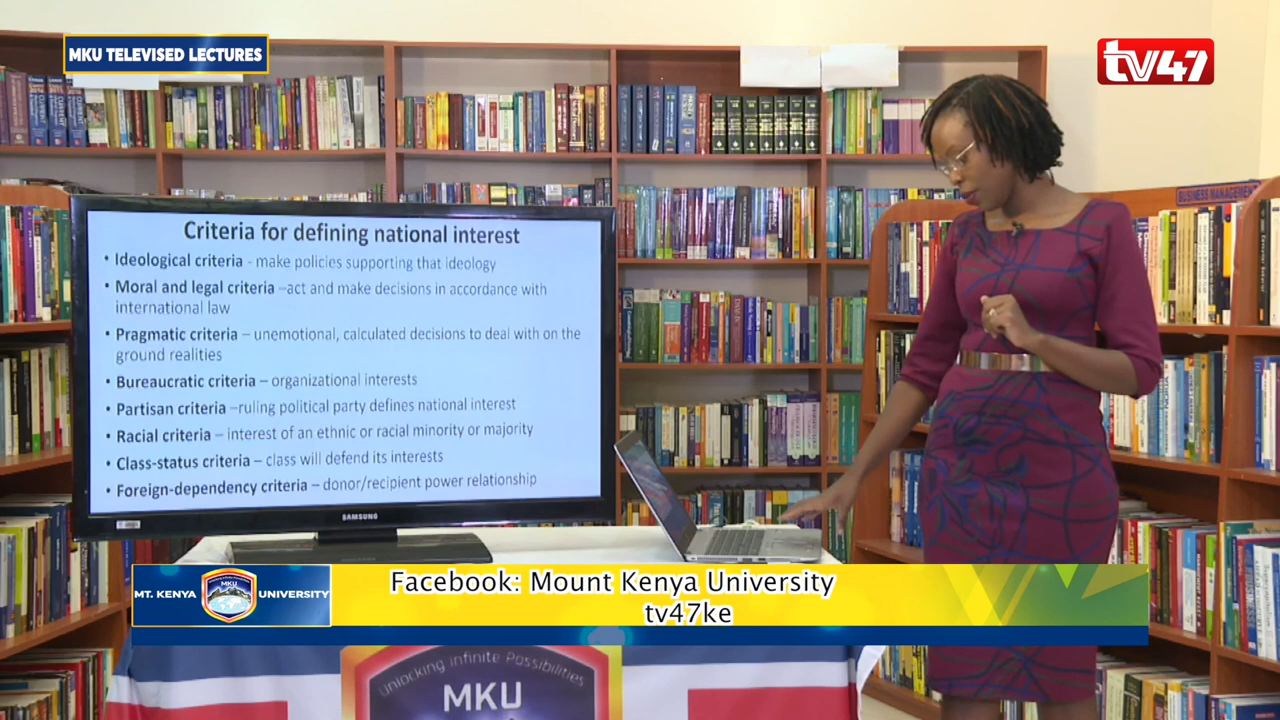 MKU TELEVISED LECTURES
tv47
BUSINESS MANAGEMENT
Criteria for defining national interest
• Ideological criteria - make policies supporting that ideology
• Moral and legal criteria –act and make decisions in accordance with
international law
• Pragmatic criteria – unemotional, calculated decisions to deal with on the
ground realities
• Bureaucratic criteria – organizational interests
• Partisan criteria –ruling political party defines national interest
• Racial criteria – interest of an ethnic or racial minority or majority
• Class-status criteria – class will defend its interests
• Foreign-dependency criteria – donor/recipient power relationship
SAMSUNG
MT. KENYA MKU UNIVERSITY
Facebook: Mount Kenya University
tv47ke
Unlocking Infinite Possibilities
MKU